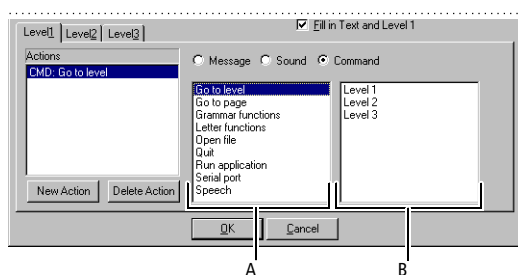 Fill in Text and Level 1
Level1 Level2 Level3
Actions
Message Sound Command
CMD: Go to level
Go to level
Go to page
Grammar functions
Letter functions
Open file
Quit
Run application
Serial port
Speech
Level 1
Level 2
Level 3
New Action Delete Action
OK Cancel
A B